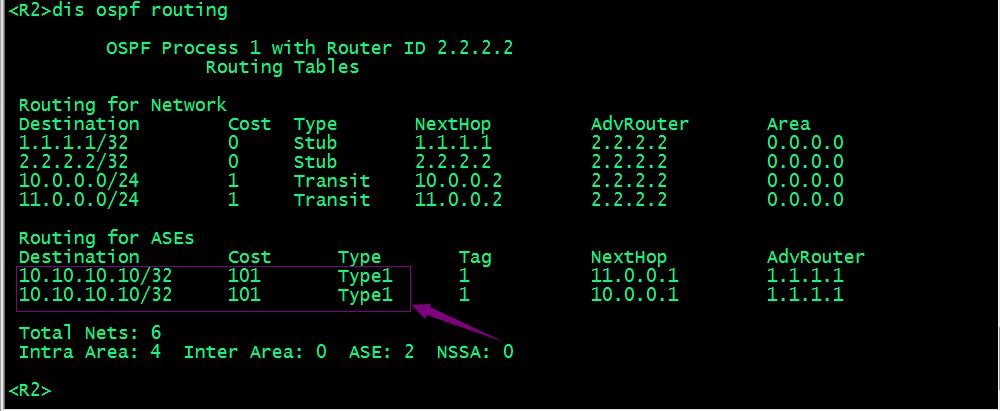 <R2>dis ospf routing
OSPF Process 1 with Router ID 2.2.2.2
Routing Tables
Routing for Network
Destination Cost Type NextHop AdvRouter Area
1.1.1.1/32 0 Stub 1.1.1.1 2.2.2.2 0.0.0.0
2.2.2.2/32 0 Stub 2.2.2.2 2.2.2.2 0.0.0.0
10.0.0.0/24 1 Transit 10.0.0.2 2.2.2.2 0.0.0.0
11.0.0.0/24 1 Transit 11.0.0.2 2.2.2.2 0.0.0.0
Routing for ASEs
Destination Cost Type Tag NextHop AdvRouter
10.10.10.10/32 101 Type1 1 11.0.0.1 1.1.1.1
10.10.10.10/32 101 Type1 1 10.0.0.1 1.1.1.1
Total Nets: 6
Intra Area: 4 Inter Area: 0 ASE: 2 NSSA: 0
<R2>